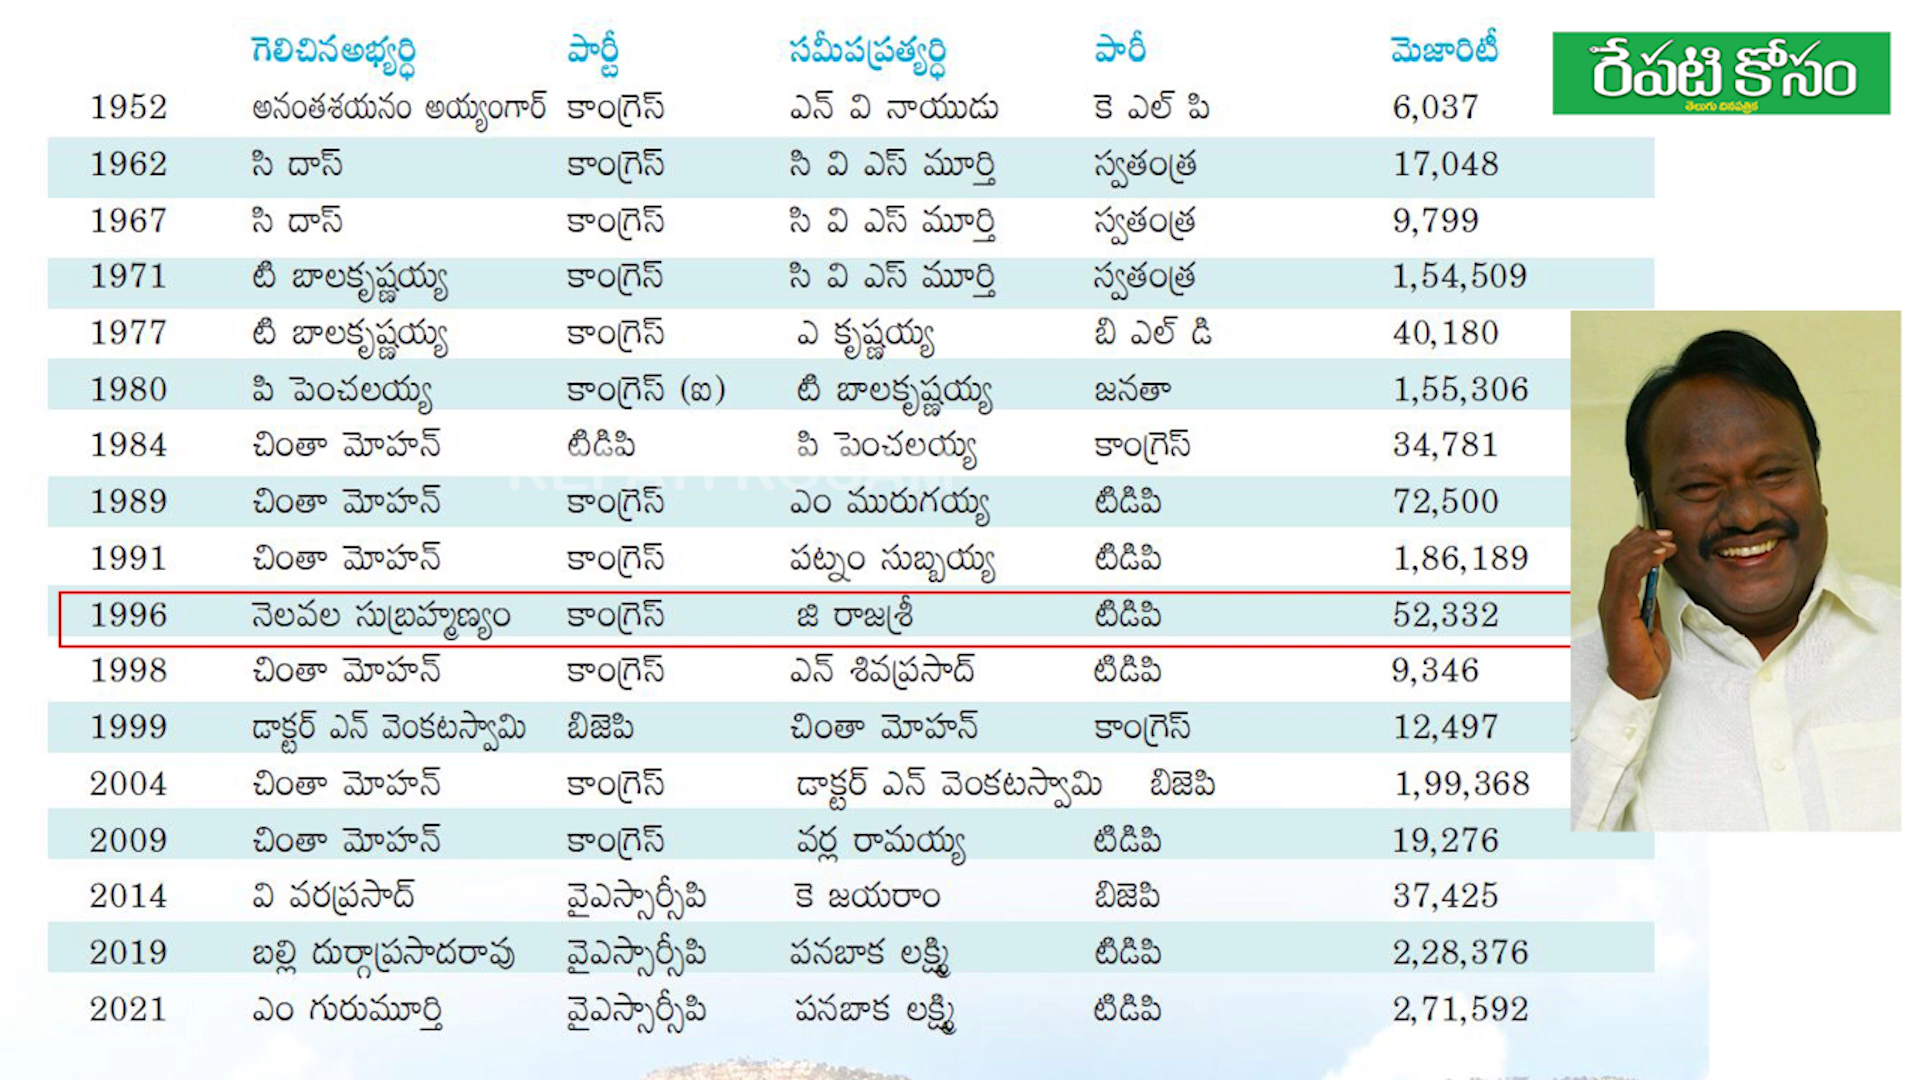 గెలిచినఅభ్యర్ధి పార్టీ సమీపప్రత్యర్ధి పారీ మెజారిటీ
రేపటి కోసం
తెలుగు దినపత్రిక
1952 అనంతశయనం అయ్యంగార్ కాంగ్రెస్ ఎన్ వి నాయుడు కె ఎల్ పి 6,037
1962 సి దాస్ కాంగ్రెస్ సి వి ఎస్ మూర్తి స్వతంత్ర 17,048
1967 సి దాస్ కాంగ్రెస్ సి వి ఎస్ మూర్తి స్వతంత్ర 9,799
1971 టి బాలకృష్ణయ్య కాంగ్రెస్ సి వి ఎస్ మూర్తి స్వతంత్ర 1,54,509
1977 టి బాలకృష్ణయ్య కాంగ్రెస్ ఎ కృష్ణయ్య బి ఎల్ డి 40,180
1980 పి పెంచలయ్య కాంగ్రెస్ (ఐ) టి బాలకృష్ణయ్య జనతా 1,55,306
1984 చింతా మోహన్ టిడిపి పి పెంచలయ్య కాంగ్రెస్ 34,781
1989 చింతా మోహన్ కాంగ్రెస్ ఎం మురుగయ్య టిడిపి 72,500
1991 చింతా మోహన్ కాంగ్రెస్ పట్నం సుబ్బయ్య టిడిపి 1,86,189
1996 నెలవల సుబ్రహ్మణ్యం కాంగ్రెస్ జి రాజశ్రీ టిడిపి 52,332
1998 చింతా మోహన్ కాంగ్రెస్ ఎన్ శివప్రసాద్ టిడిపి 9,346
1999 డాక్టర్ ఎన్ వెంకటస్వామి బిజెపి చింతా మోహన్ కాంగ్రెస్ 12,497
2004 చింతా మోహన్ కాంగ్రెస్ డాక్టర్ ఎన్ వెంకటస్వామి బిజెపి 1,99,368
2009 చింతా మోహన్ కాంగ్రెస్ వర్ల రామయ్య టిడిపి 19,276
2014 వి వరప్రసాద్ వైఎస్సార్సీపి కె జయరాం బిజెపి 37,425
2019 బల్లి దుర్గాప్రసాదరావు వైఎస్సార్సీపి పనబాక లక్ష్మి టిడిపి 2,28,376
2021 ఎం గురుమూర్తి వైఎస్సార్సీపి పనబాక లక్ష్మి టిడిపి 2,71,592